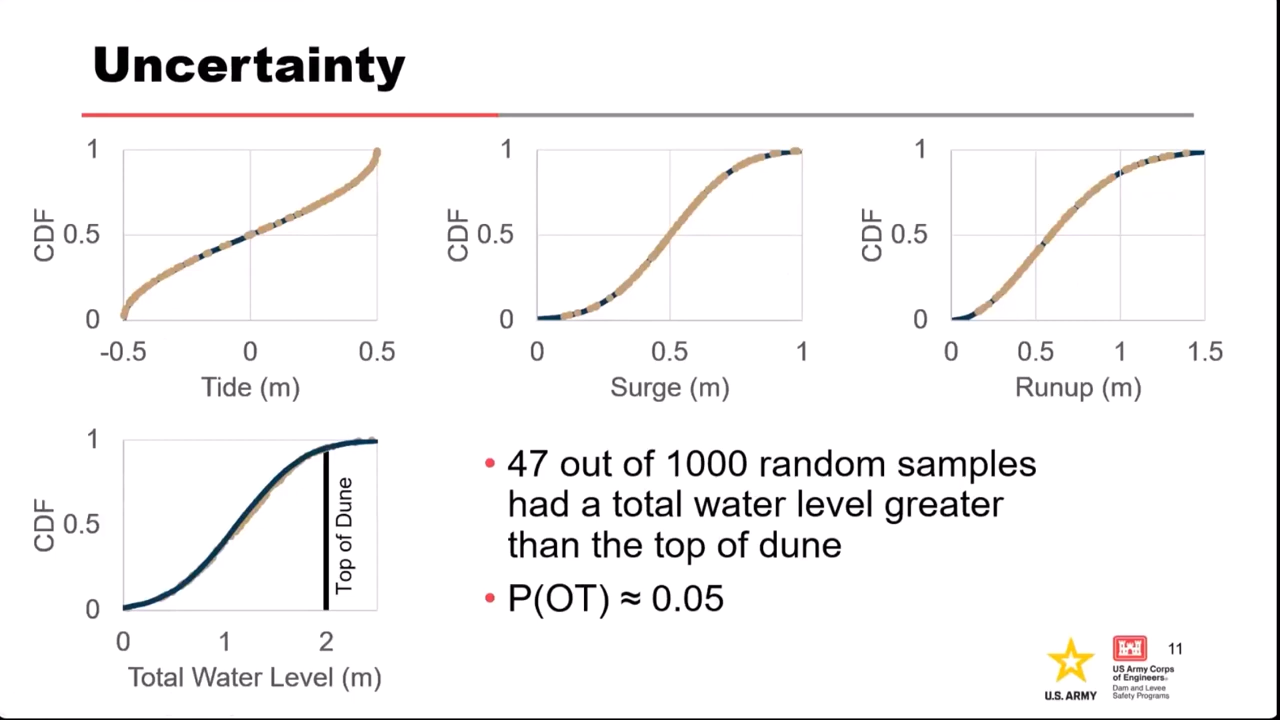 Uncertainty
1
CDF
0.5
0
-0.5 0 0.5
Tide (m)
1
CDF
0.5
0
0 0.5 1
Surge (m)
1
CDF
0.5
0
0 0.5 1 1.5
Runup (m)
1
CDF
0.5
0
Top of Dune
0 1 2
Total Water Level (m)
• 47 out of 1000 random samples
had a total water level greater
than the top of dune
• P(OT) ≈ 0.05
U.S. ARMY
US Army Corps
of Engineers®
Dam and Levee
Safety Programs
11